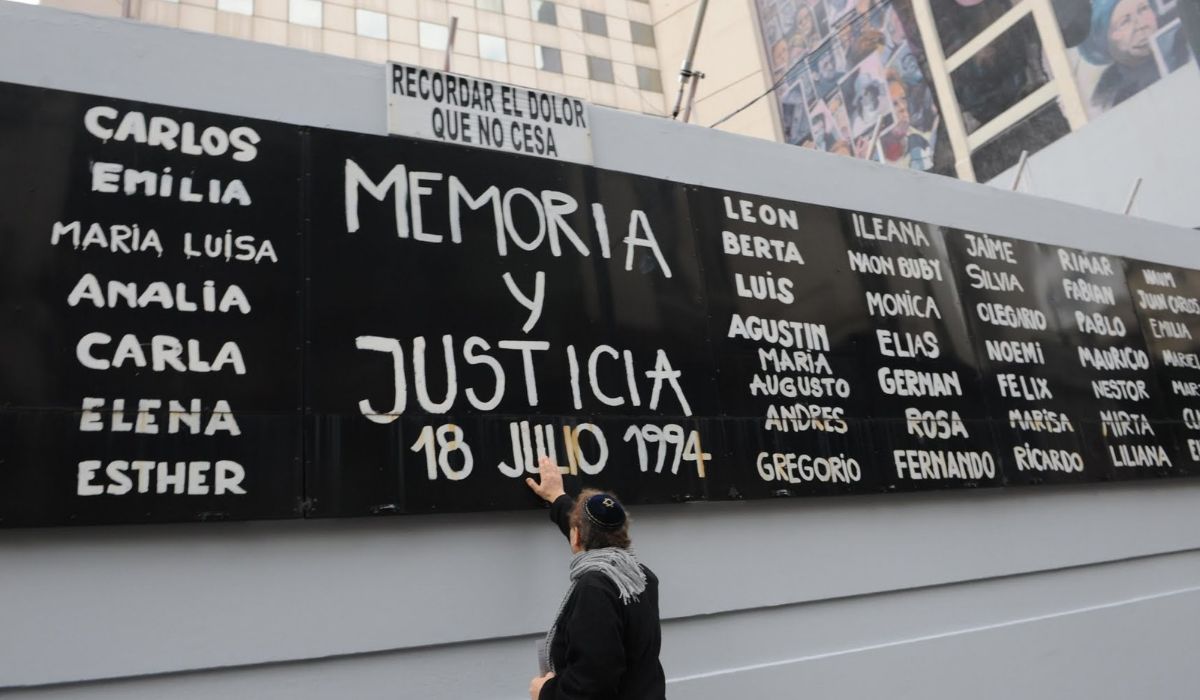 RECORDAR EL DOLOR
QUE NO CESA
CARLOS
EMILIA
MARIA LUISA
ANALIA
CARLA
ELENA
ESTHER
MEMORIA
Y
JUSTICIA
18 JULIO 1994
LEON
BERTA
LUIS
AGUSTIN
MARIA
AUGUSTO
ANDRES
GREGORIO
ILEANA
NAON BUBY
MONICA
ELIAS
GERMAN
ROSA
FERNANDO
JAIME
SILVIA
OLEGARIO
NOEMI
FELIX
MARISA
RICARDO
RIMAR
FABIAN
PABLO
MAURICIO
NESTOR
MIRTA
LILIANA
NAUM
JUAN CARLOS
EMILIA